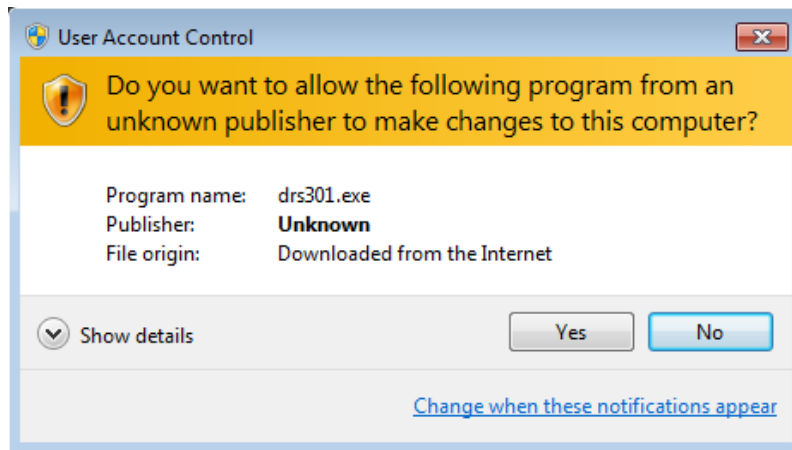 User Account Control
Do you want to allow the following program from an
unknown publisher to make changes to this computer?
Program name: drs301.exe
Publisher: Unknown
File origin: Downloaded from the Internet
Show details
Yes
No
Change when these notifications appear